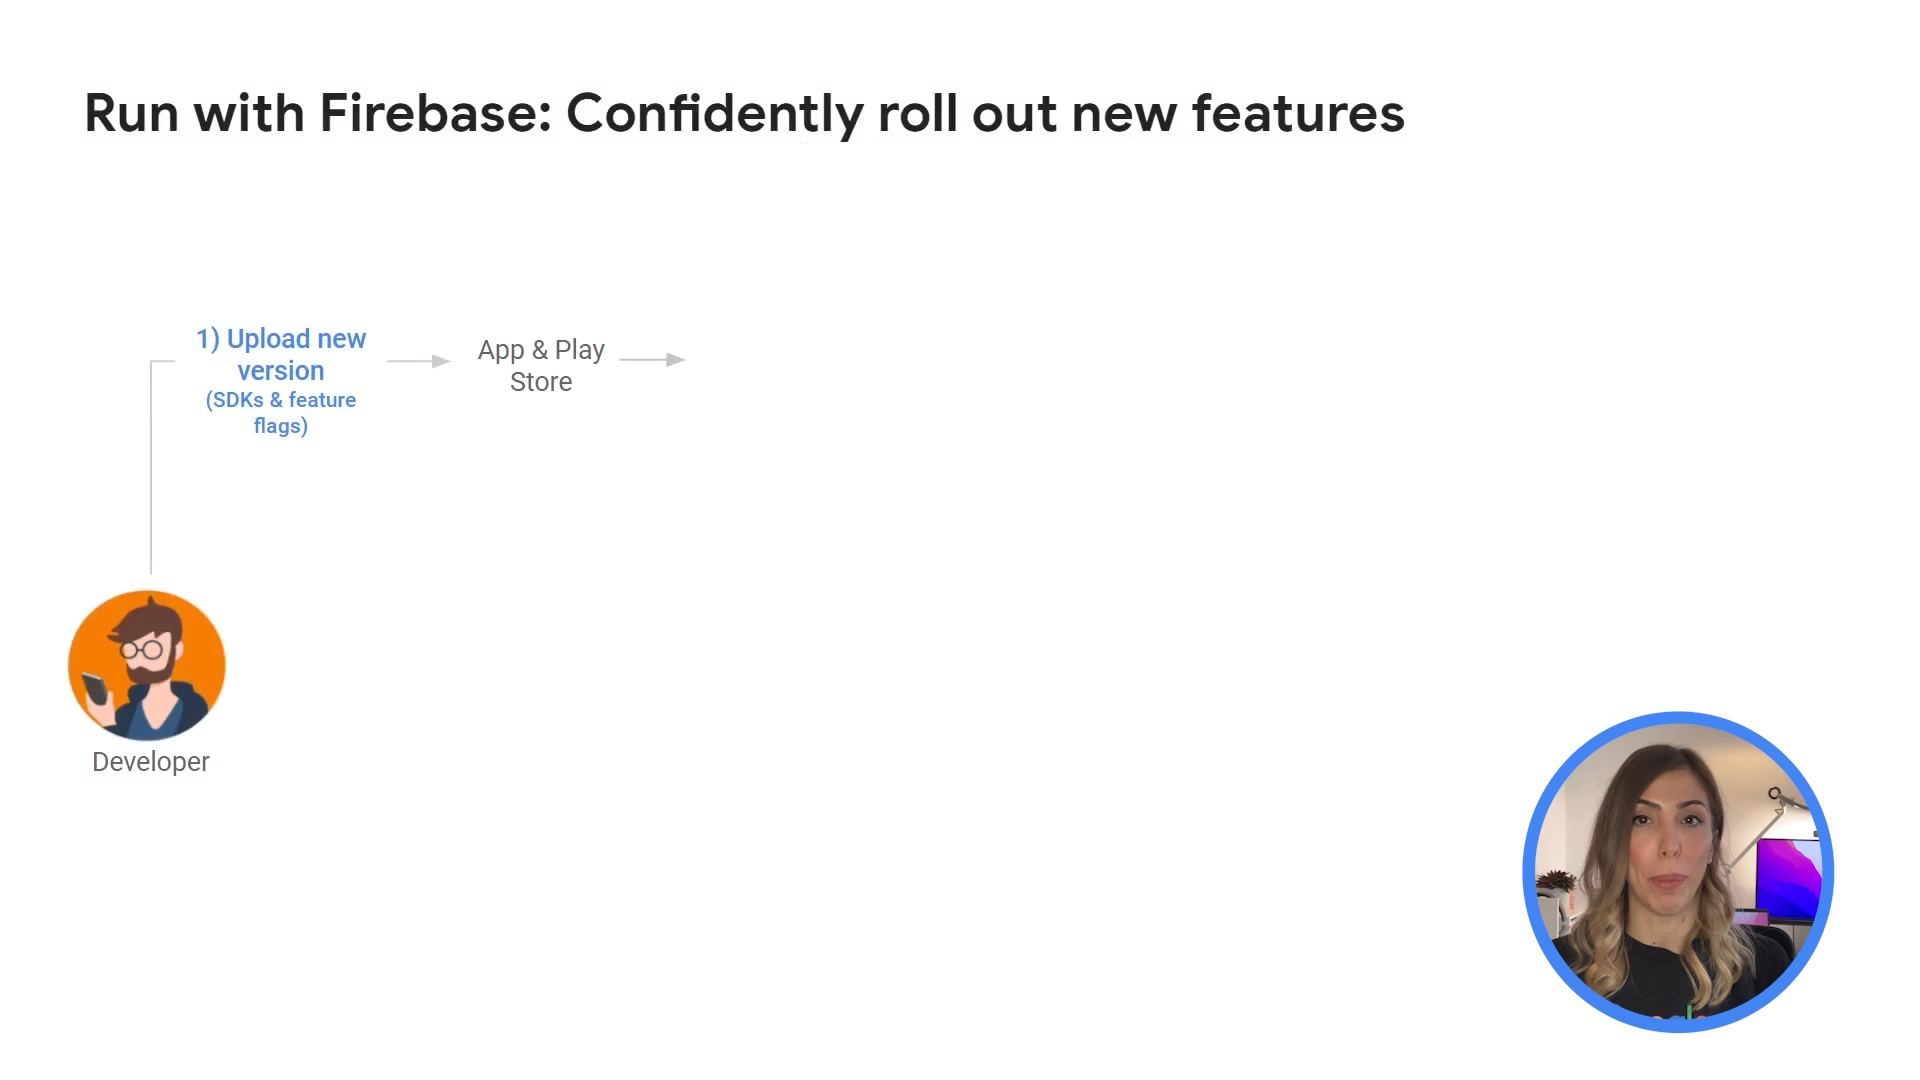 Run with Firebase: Confidently roll out new features
1) Upload new
version
(SDKs & feature
flags)
App & Play
Store
Developer